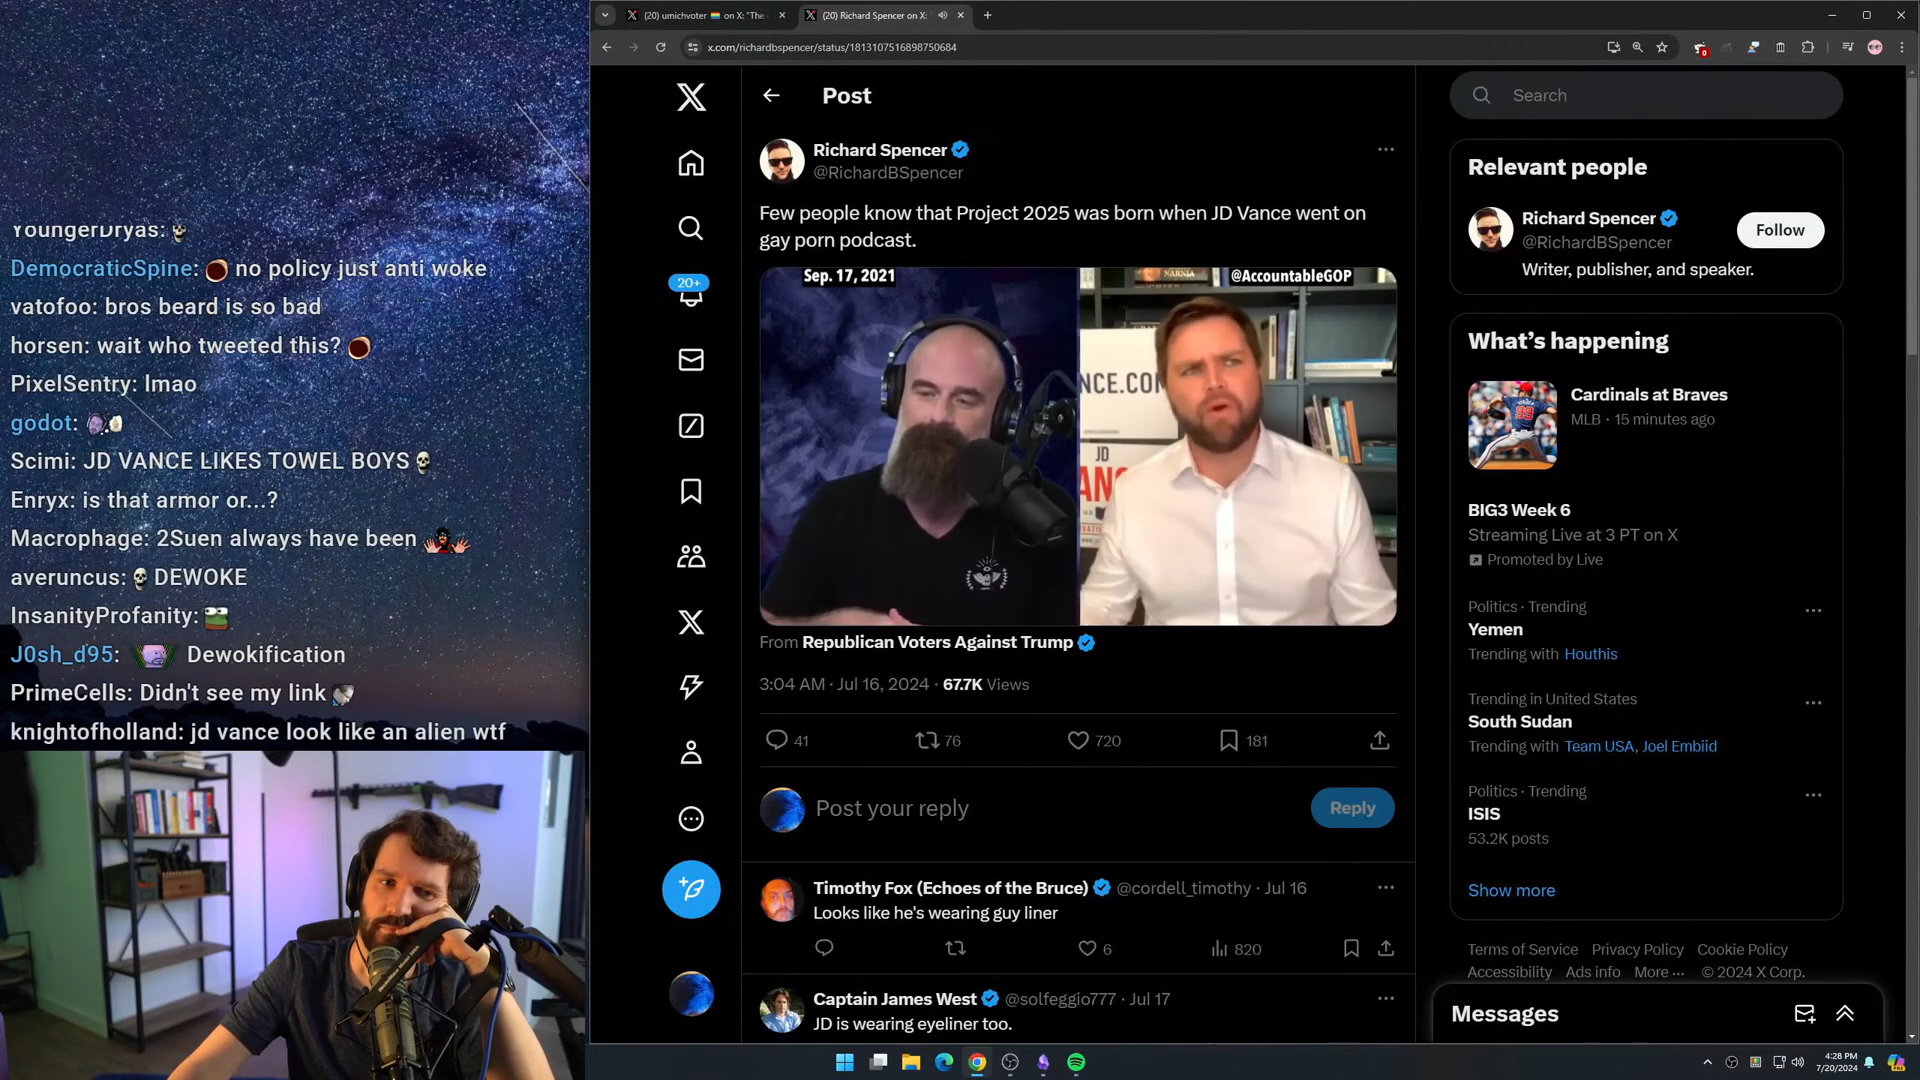 YoungerDryas:
DemocraticSpine: no policy just anti woke
vatofoo: bros beard is so bad
horsen: wait who tweeted this?
PixelSentry: lmao
godot:
Scimi: JD VANCE LIKES TOWEL BOYS
Enryx: is that armor or...?
Macrophage: 2Suen always have been
averuncus: DEWOKE
InsanityProfanity:
J0sh_d95: Dewokification
PrimeCells: Didn't see my link
knightofholland: jd vance look like an alien wtf
(20) umichvoter on X: "The
(20) Richard Spencer on X: "
x.com/richardbspencer/status/1813107516898750684
0
20+
Post
Richard Spencer
@RichardBSpencer
Few people know that Project 2025 was born when JD Vance went on
gay porn podcast.
Sep. 17, 2021
@AccountableGOP
NARNIA
NCE.COM
JD
From Republican Voters Against Trump
3:04 AM · Jul 16, 2024 · 67.7K Views
41 76 720 181
Post your reply
Reply
Timothy Fox (Echoes of the Bruce) @cordell_timothy · Jul 16
Looks like he's wearing guy liner
6 820
Captain James West @solfeggio777 · Jul 17
JD is wearing eyeliner too.
Search
Relevant people
Richard Spencer
@RichardBSpencer
Follow
Writer, publisher, and speaker.
What's happening
Cardinals at Braves
MLB · 15 minutes ago
BIG3 Week 6
Streaming Live at 3 PT on X
Promoted by Live
Politics · Trending
Yemen
Trending with Houthis
Trending in United States
South Sudan
Trending with Team USA, Joel Embiid
Politics · Trending
ISIS
53.2K posts
Show more
Terms of Service Privacy Policy Cookie Policy
Accessibility Ads info More ··· © 2024 X Corp.
Messages
4:28 PM
7/20/2024